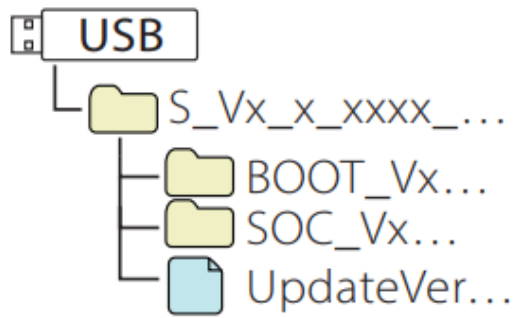 USB
S_Vx_x_xxxx_...
BOOT_Vx...
SOC_Vx...
UpdateVer...